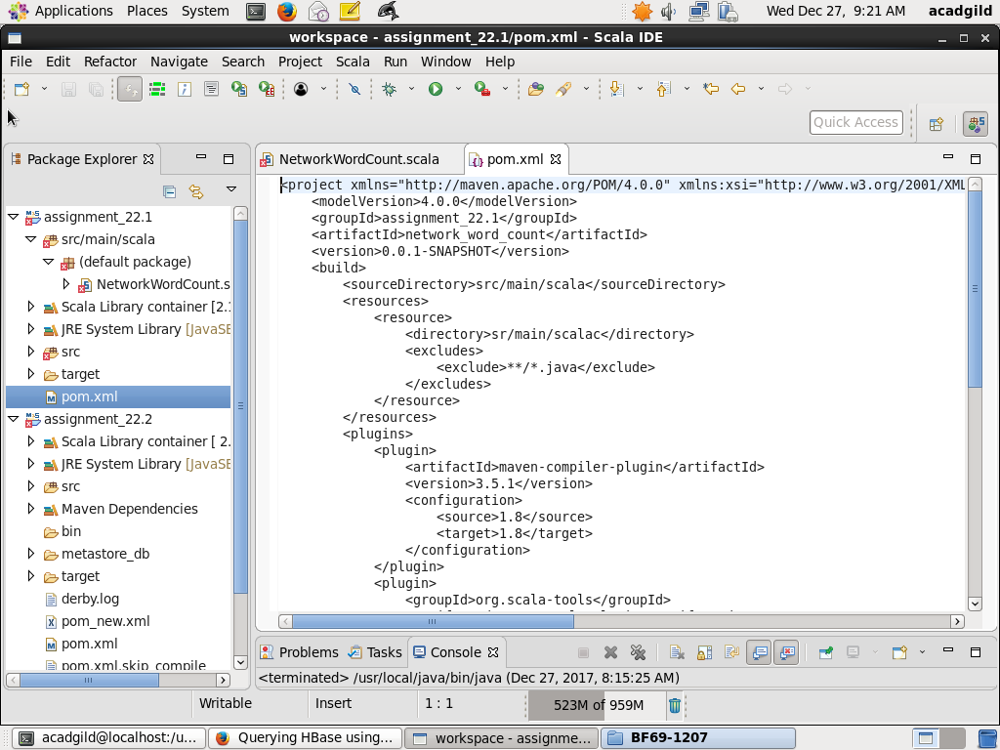 Applications Places System Wed Dec 27, 9:21 AM acadgild
workspace - assignment_22.1/pom.xml - Scala IDE
File Edit Refactor Navigate Search Project Scala Run Window Help
Quick Access
Package Explorer
assignment_22.1
src/main/scala
(default package)
NetworkWordCount.s
Scala Library container [2.1
JRE System Library [JavaSE
src
target
pom.xml
assignment_22.2
Scala Library container [ 2.
JRE System Library [JavaSE
src
Maven Dependencies
bin
metastore_db
target
derby.log
pom_new.xml
pom.xml
pom.xml.skip_compile
NetworkWordCount.scala pom.xml
<project xmlns="http://maven.apache.org/POM/4.0.0" xmlns:xsi="http://www.w3.org/2001/XML
<modelVersion>4.0.0</modelVersion>
<groupId>assignment_22.1</groupId>
<artifactId>network_word_count</artifactId>
<version>0.0.1-SNAPSHOT</version>
<build>
<sourceDirectory>src/main/scala</sourceDirectory>
<resources>
<resource>
<directory>sr/main/scalac</directory>
<excludes>
<exclude>**/*.java</exclude>
</excludes>
</resource>
</resources>
<plugins>
<plugin>
<artifactId>maven-compiler-plugin</artifactId>
<version>3.5.1</version>
<configuration>
<source>1.8</source>
<target>1.8</target>
</configuration>
</plugin>
<plugin>
<groupId>org.scala-tools</groupId>
Problems Tasks Console
<terminated> /usr/local/java/bin/java (Dec 27, 2017, 8:15:25 AM)
Writable Insert 1 : 1 523M of 959M
acadgild@localhost:/u... Querying HBase using... workspace - assignme... BF69-1207